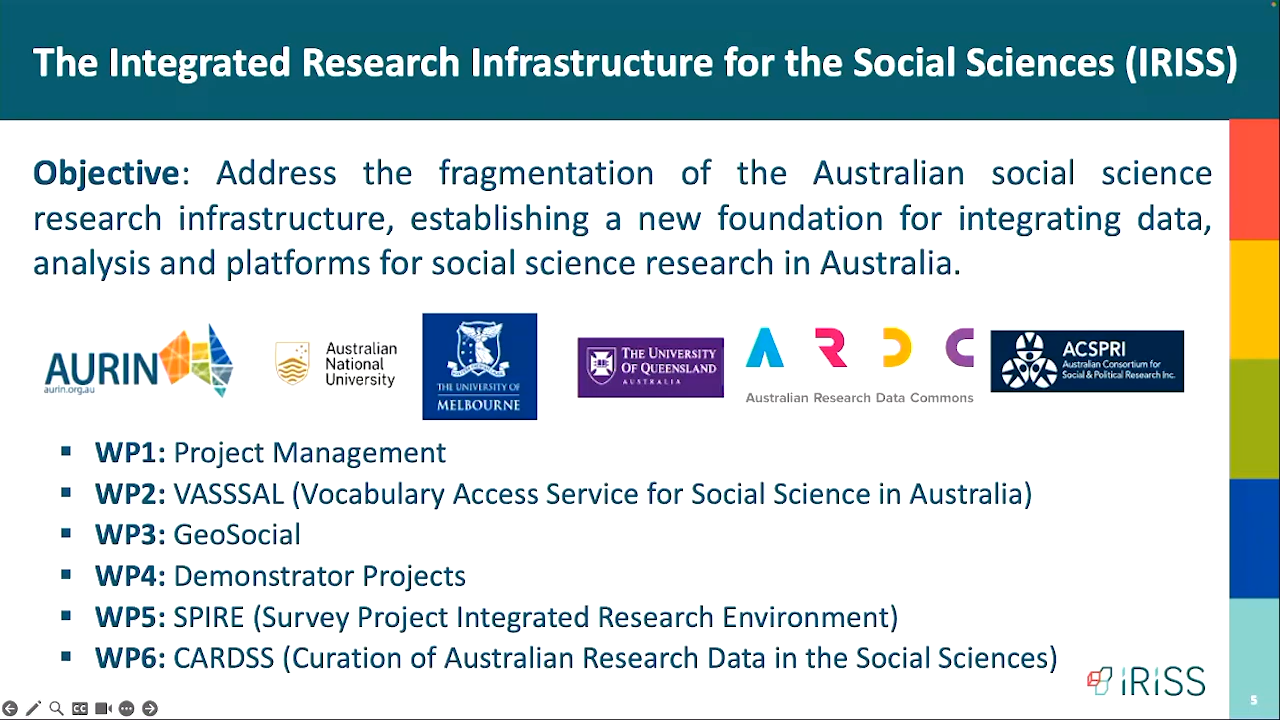 The Integrated Research Infrastructure for the Social Sciences (IRISS)
Objective: Address the fragmentation of the Australian social science
research infrastructure, establishing a new foundation for integrating data,
analysis and platforms for social science research in Australia.
AURIN
aurin.org.au
Australian
National
University
THE UNIVERSITY OF
MELBOURNE
THE UNIVERSITY
OF QUEENSLAND
AUSTRALIA
ARDC
Australian Research Data Commons
ACSPRI
Australian Consortium for
Social & Political Research Inc.
▪ WP1: Project Management
▪ WP2: VASSSAL (Vocabulary Access Service for Social Science in Australia)
▪ WP3: GeoSocial
▪ WP4: Demonstrator Projects
▪ WP5: SPIRE (Survey Project Integrated Research Environment)
▪ WP6: CARDSS (Curation of Australian Research Data in the Social Sciences)
IRISS
5
CC